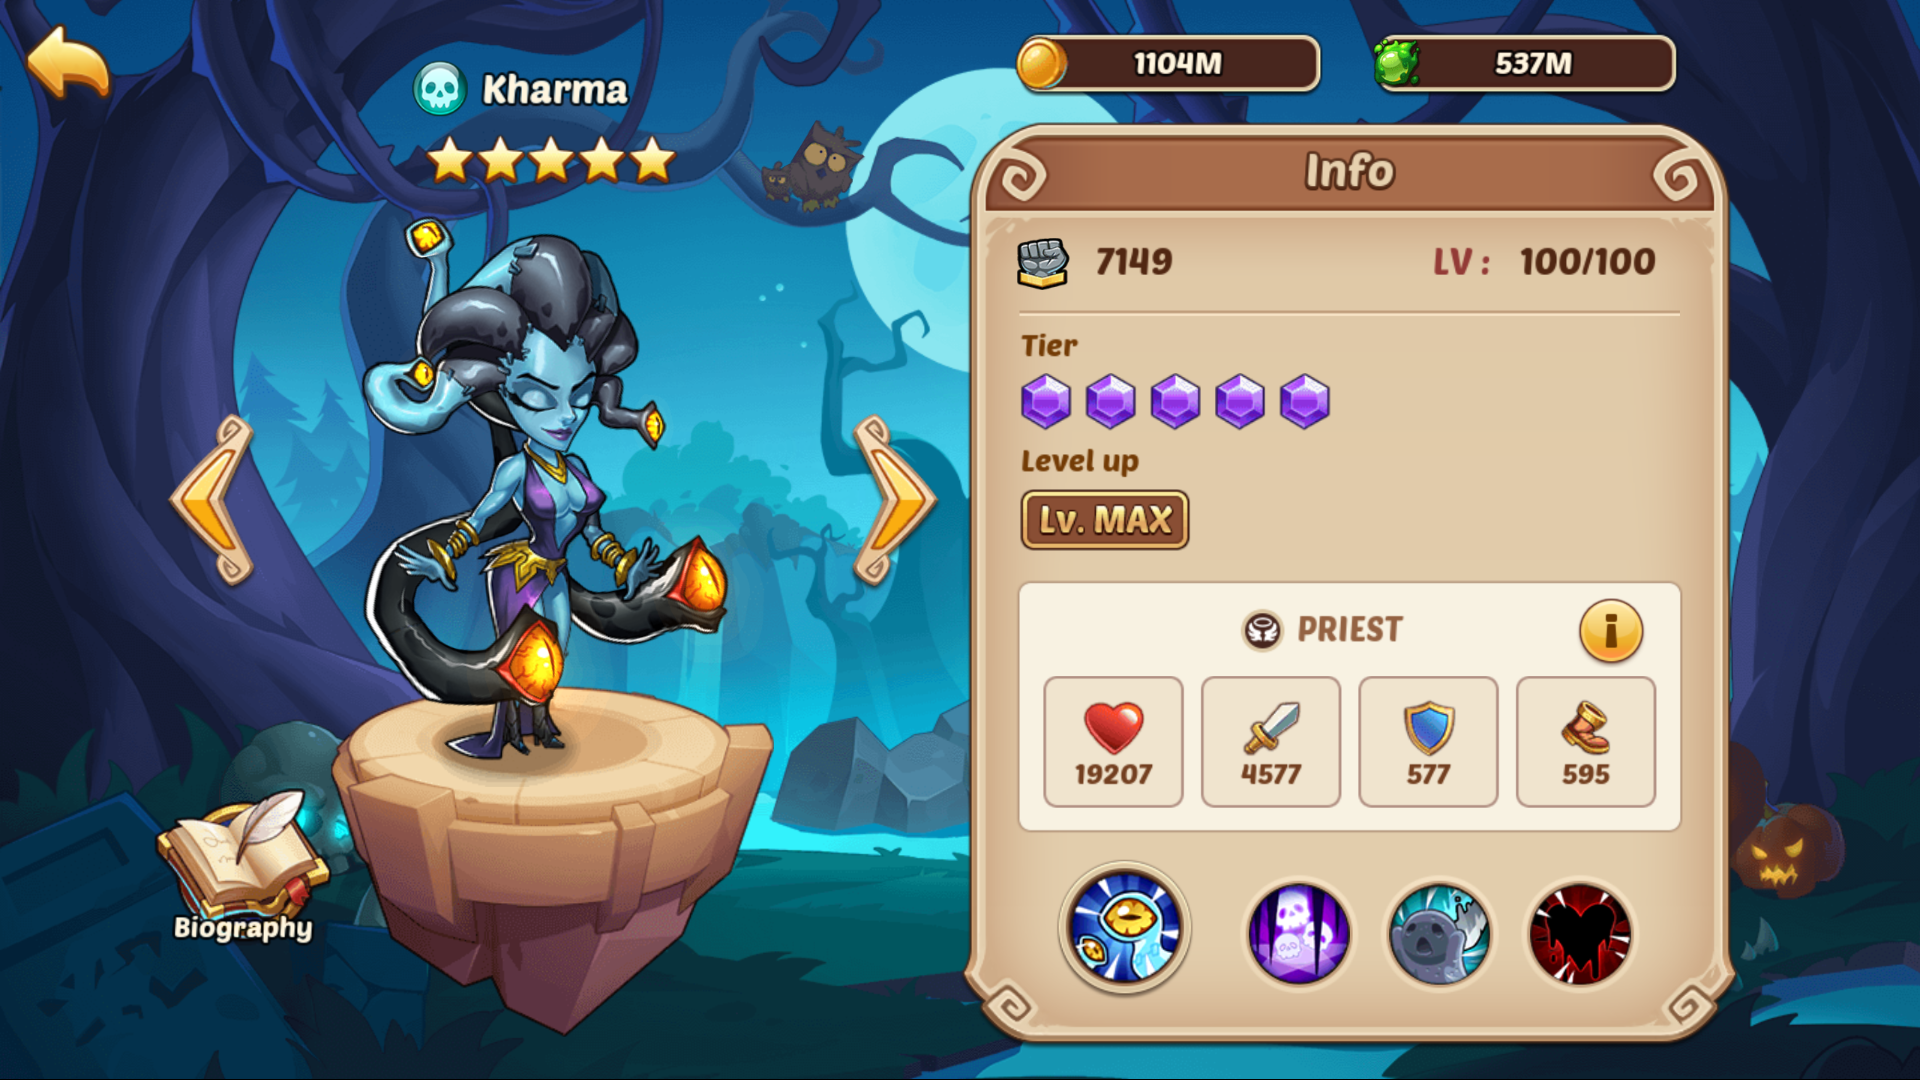 Kharma
1104M
537M
Info
7149
LV : 100/100
Tier
Level up
Lv. MAX
PRIEST
i
19207
4577
577
595
Biography